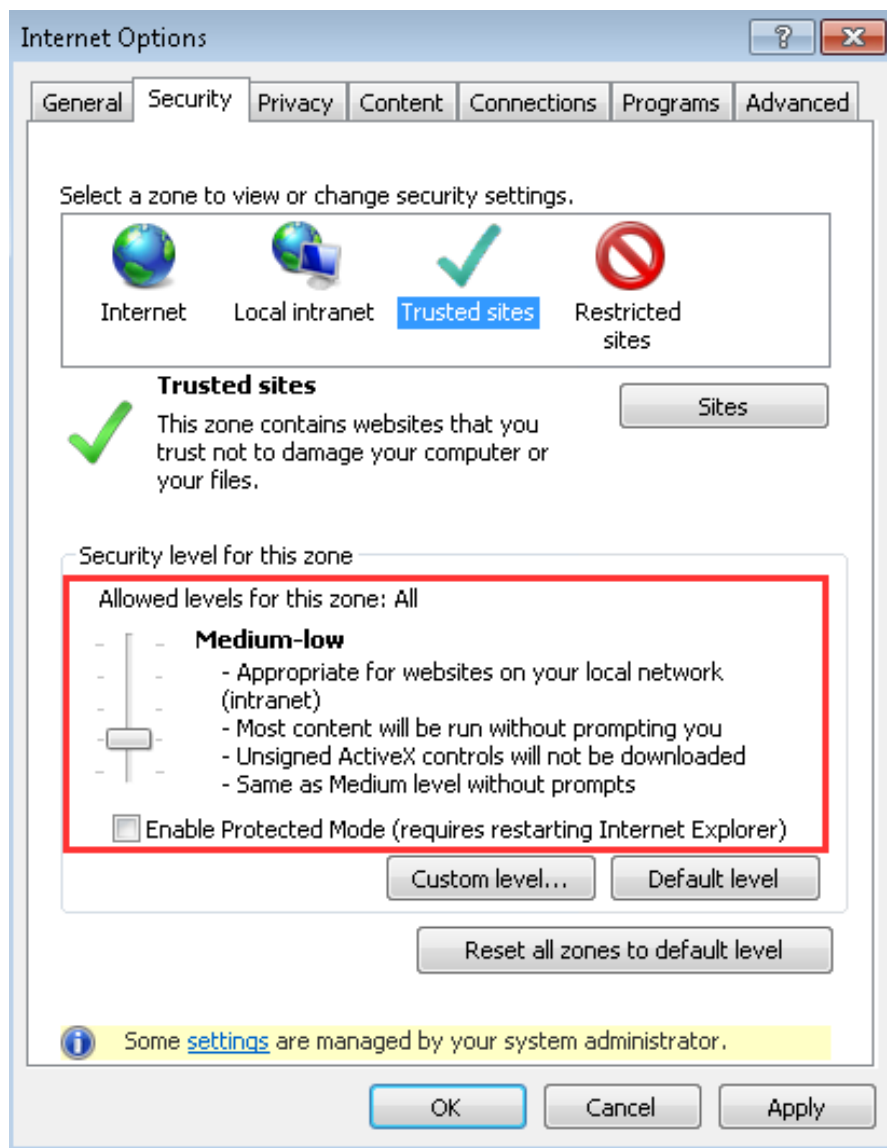 Internet Options
General Security Privacy Content Connections Programs Advanced
Select a zone to view or change security settings.
Internet Local intranet Trusted sites Restricted
sites
Trusted sites
Sites
This zone contains websites that you
trust not to damage your computer or
your files.
Security level for this zone
Allowed levels for this zone: All
Medium-low
- Appropriate for websites on your local network
(intranet)
- Most content will be run without prompting you
- Unsigned ActiveX controls will not be downloaded
- Same as Medium level without prompts
Enable Protected Mode (requires restarting Internet Explorer)
Custom level... Default level
Reset all zones to default level
Some settings are managed by your system administrator.
OK Cancel Apply